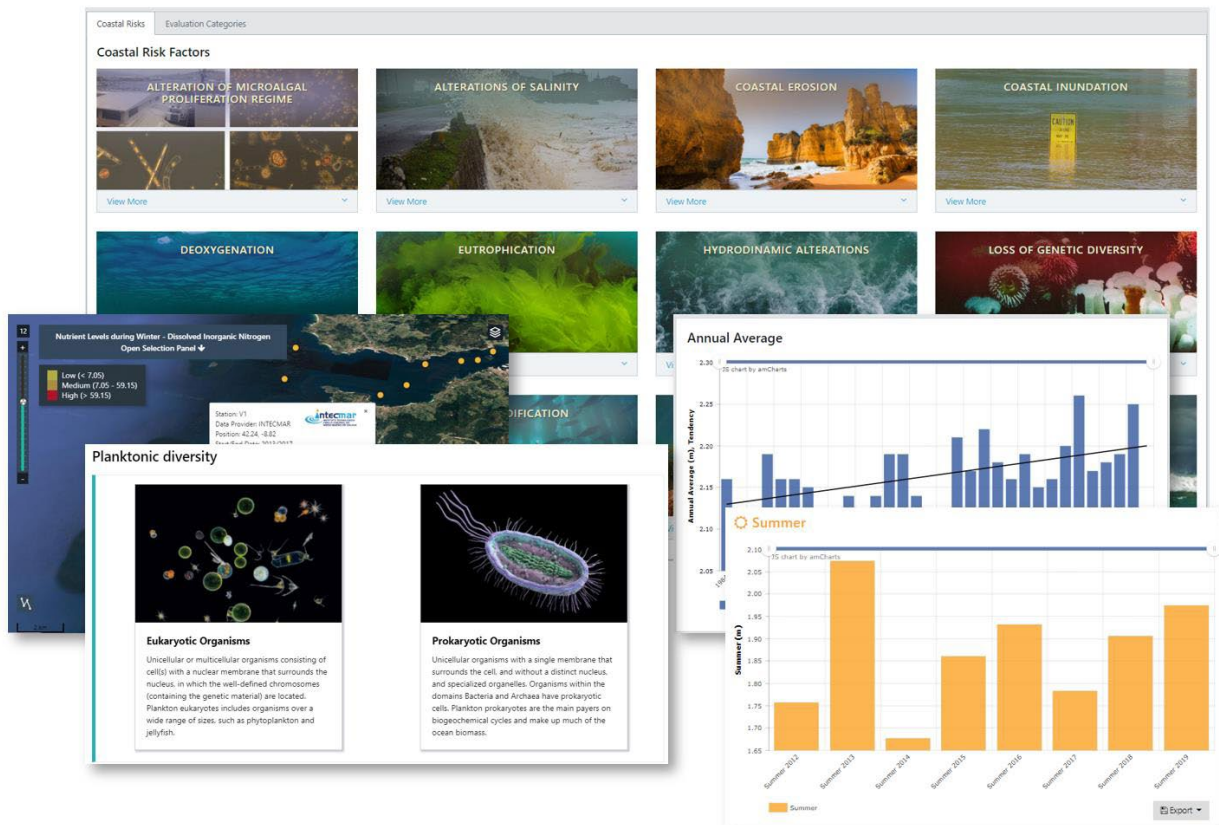 Coastal Risks
Evaluation Categories
Coastal Risk Factors
ALTERATION OF MICROALGAL
PROLIFERATION REGIME
ALTERATIONS OF SALINITY
COASTAL EROSION
COASTAL INUNDATION
CAUTION
View More
View More
View More
View More
DEOXYGENATION
EUTROPHICATION
HYDRODINAMIC ALTERATIONS
LOSS OF GENETIC DIVERSITY
12
+
-
Nutrient Levels during Winter - Dissolved Inorganic Nitrogen
Open Selection Panel
Low (< 7.05)
Medium (7.05 - 59.15)
High (> 59.15)
Station: V1
Data Provider: INTECMAR
Position: 42.24, -8.82
intecmar
Planktonic diversity
Eukaryotic Organisms
Unicellular or multicellular organisms consisting of
cell(s) with a nuclear membrane that surrounds the
nucleus, in which the well-defined chromosomes
(containing the genetic material) are located.
Plankton eukaryotes includes organisms over a
wide range of sizes, such as phytoplankton and
jellyfish.
Prokaryotic Organisms
Unicellular organisms with a single membrane that
surrounds the cell, and without a distinct nucleus,
and specialized organelles. Organisms within the
domains Bacteria and Archaea have prokaryotic
cells. Plankton prokaryotes are the main payers on
biogeochemical cycles and make up much of the
ocean biomass.
Annual Average
JS chart by amCharts
Annual Average (m), Tendency
2.30
2.25
2.20
2.15
2.10
2.05
Summer
JS chart by amCharts
Summer (m)
2.10
2.05
2.00
1.95
1.90
1.85
1.80
1.75
1.70
1.65
Summer 2012
Summer 2013
Summer 2014
Summer 2015
Summer 2016
Summer 2017
Summer 2018
Summer 2019
Summer
Export